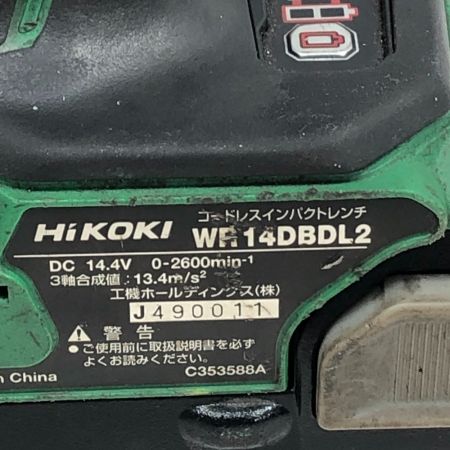 コードレスインパクトレンチ
HiKOKI WR14DBDL2
DC 14.4V 0-2600min-1
3軸合成値：13.4m/s2
工機ホールディングス(株)
J490011
⚠ 警告
●ご使用前に取扱説明書を必ず
よくお読みください。
China C353588A